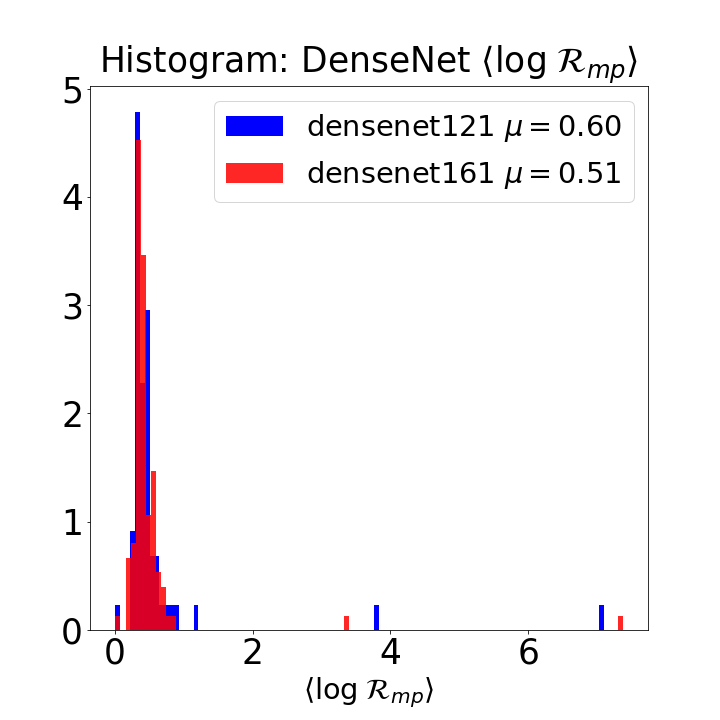 Histogram: DenseNet ⟨log ℛ_mp⟩
densenet121 μ = 0.60
densenet161 μ = 0.51
5
4
3
2
1
0
0 2 4 6
⟨log ℛ_mp⟩